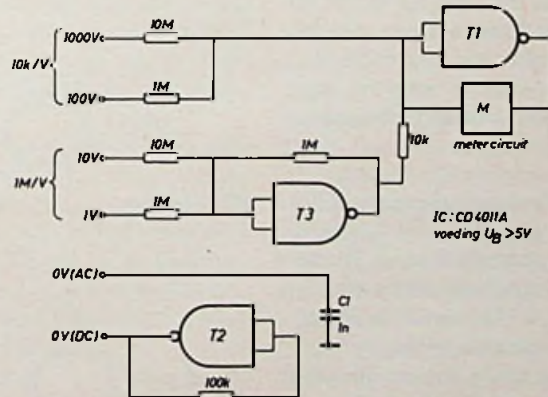 10M
1000V
T1
10k/V
1M
100V
M
10k
meter circuit
10M
1M
10V
1M/V
1M
T3
1V
IC: CD4011A
voeding UB >5V
0V(AC)
C1
1n
0V(DC)
T2
100k